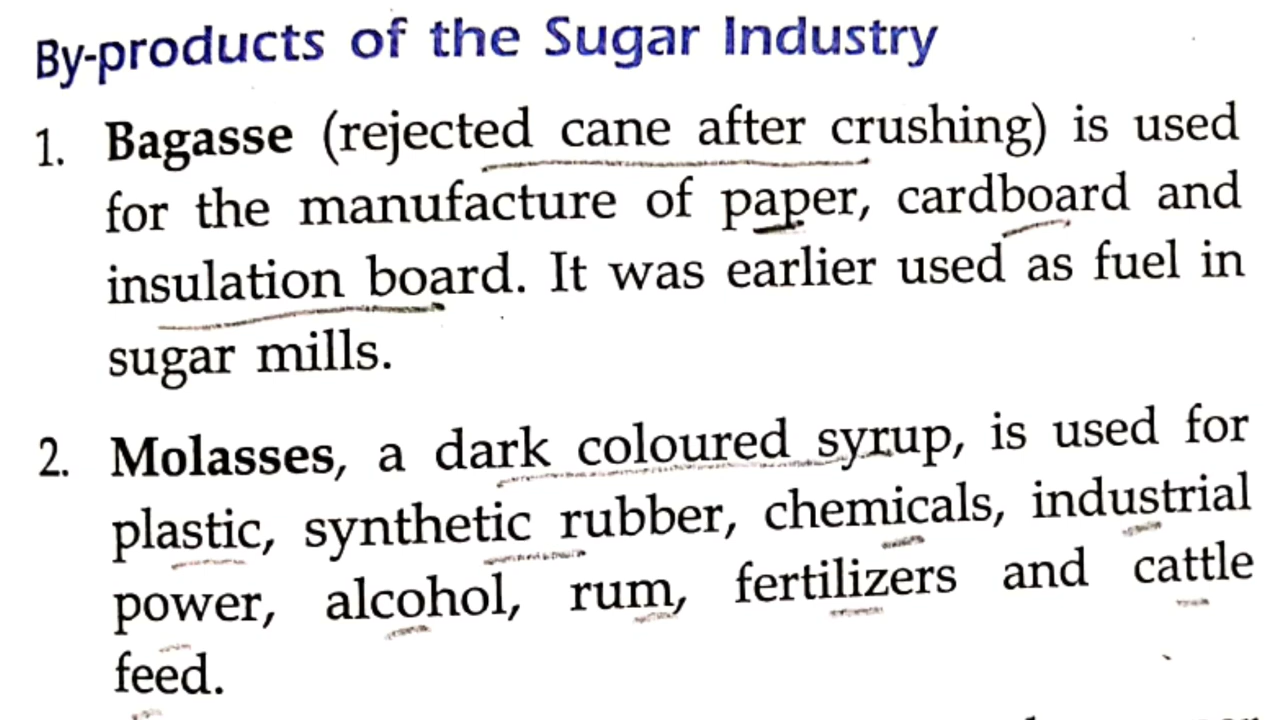 By-products of the Sugar Industry
1. Bagasse (rejected cane after crushing) is used
for the manufacture of paper, cardboard and
insulation board. It was earlier used as fuel in
sugar mills.
2. Molasses, a dark coloured syrup, is used for
plastic, synthetic rubber, chemicals, industrial
power, alcohol, rum, fertilizers and cattle
feed.